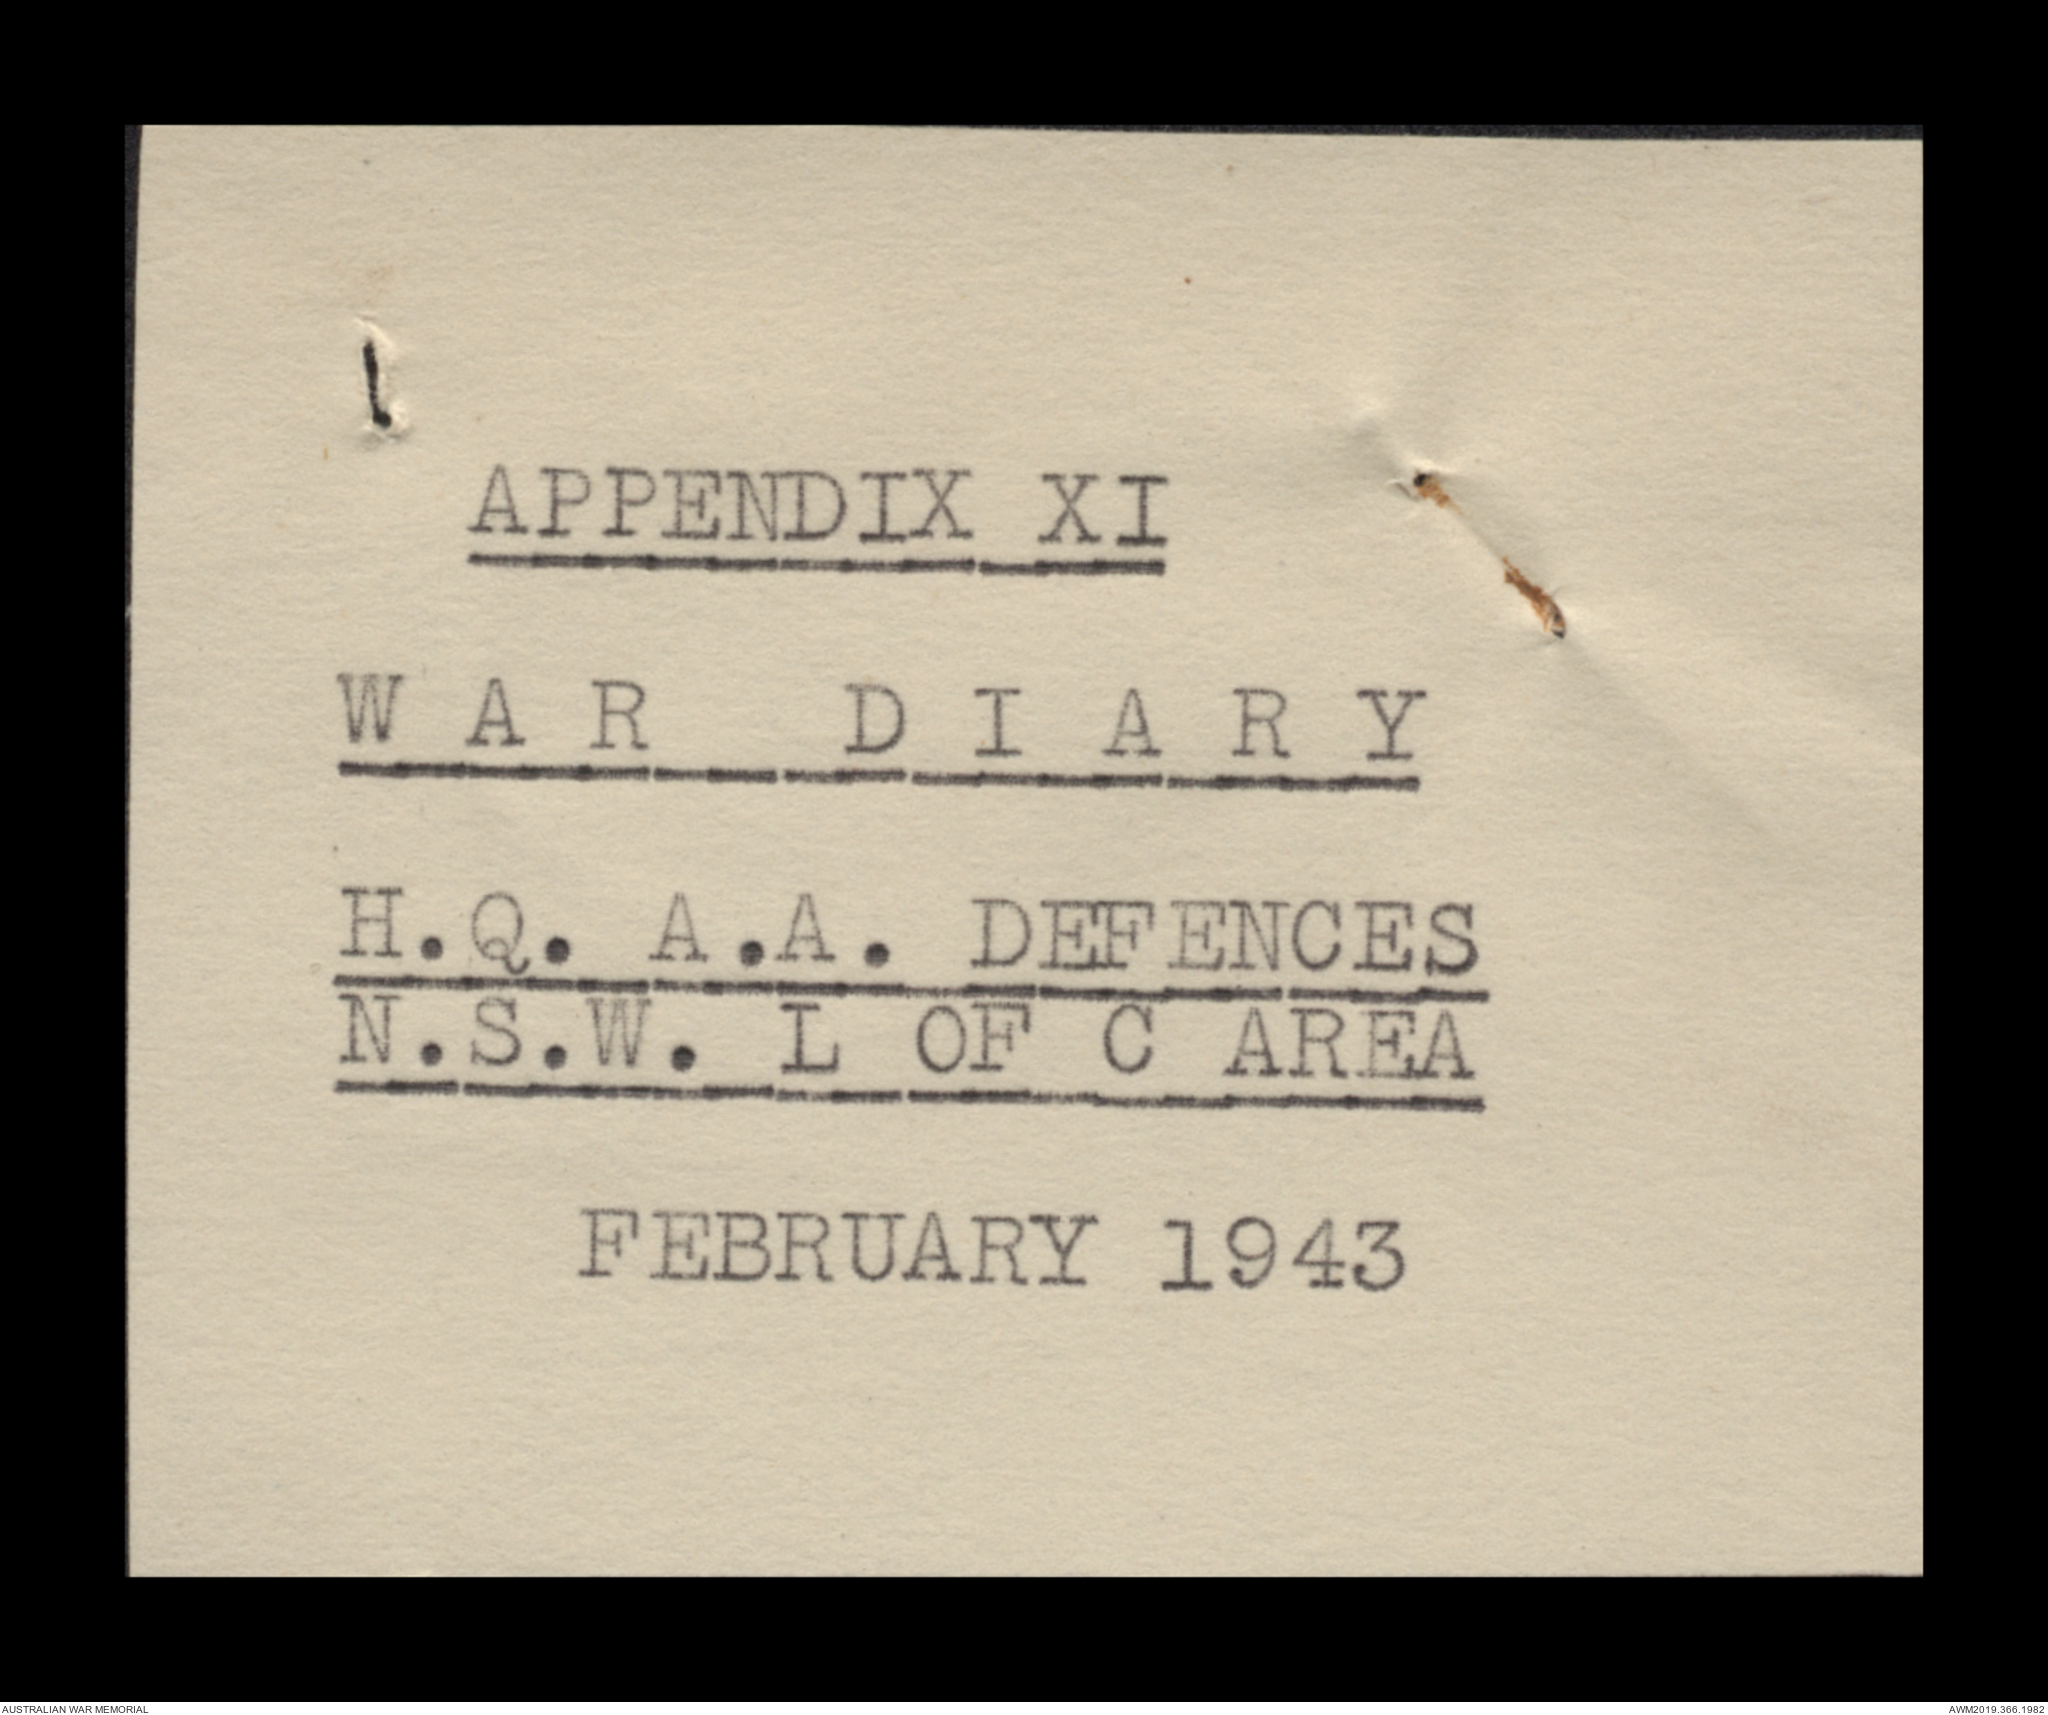 APPENDIX XI
W A R  D I A R Y
H.Q. A.A. DEFENCES
N.S.W. L OF C AREA
FEBRUARY 1943
AUSTRALIAN WAR MEMORIAL
AWM2019.366.1982